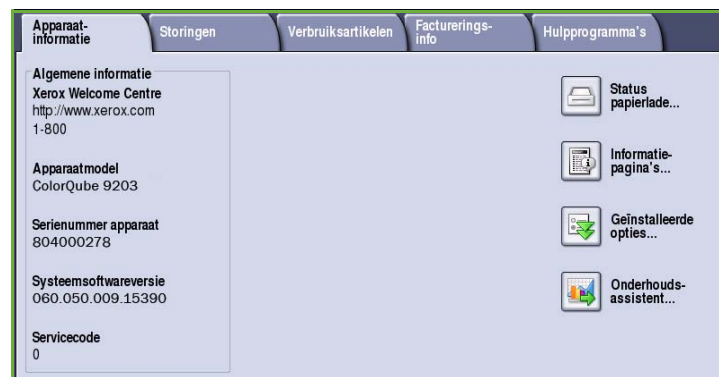 Apparaat-
informatie
Storingen
Verbruiksartikelen
Facturerings-
info
Hulpprogramma's
Algemene informatie
Xerox Welcome Centre
http://www.xerox.com
1-800
Apparaatmodel
ColorQube 9203
Serienummer apparaat
804000278
Systeemsoftwareversie
060.050.009.15390
Servicecode
0
Status
papierlade...
Informatie-
pagina's...
Geïnstalleerde
opties...
Onderhouds-
assistent...